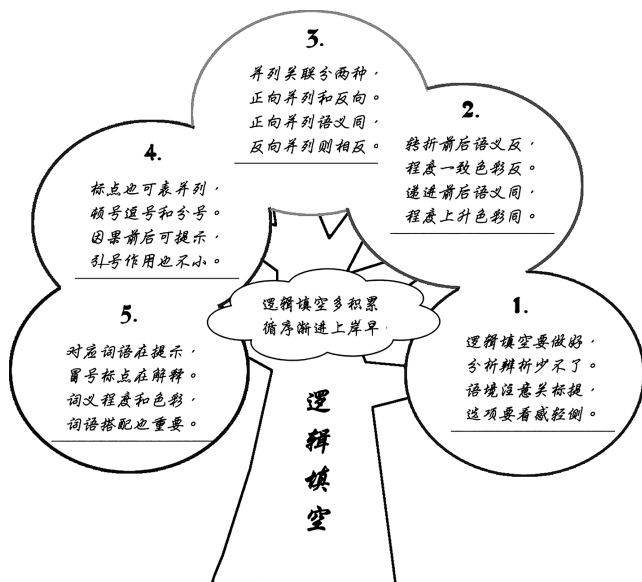 3.
并列关联分两种，
正向并列和反向。
正向并列语义同，
反向并列则相反。
2.
转折前后语义反，
程度一致色彩反。
递进前后语义同，
程度上升色彩同。
4.
标点也可表并列，
顿号逗号和分号。
因果前后可提示，
引号作用也不小。
1.
逻辑填空要做好，
分析辨析少不了。
语境注意关标提，
选项要看感轻侧。
5.
对应词语在提示，
冒号标点在解释。
词义程度和色彩，
词语搭配也重要。
逻辑填空多积累
循序渐进上岸早
逻辑填空